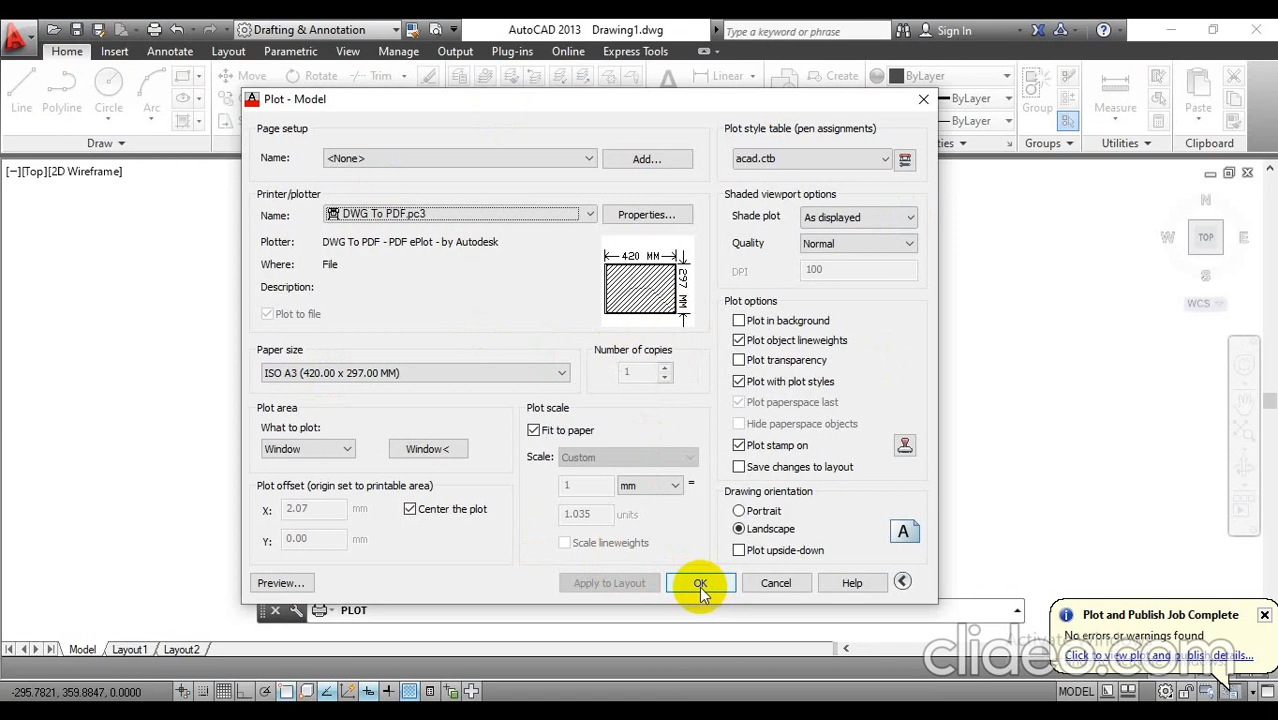 Drafting & Annotation
AutoCAD 2013 Drawing1.dwg
Type a keyword or phrase
Sign In
Home Insert Annotate Layout Parametric View Manage Output Plug-ins Online Express Tools
Line Polyline Circle Arc
Move Rotate Trim
A
Linear
Create
ByLayer
ByLayer
ByLayer
Group Measure Paste
Draw
Groups Utilities Clipboard
[−][Top][2D Wireframe]
N
W TOP E
S
WCS
Plot - Model
Page setup
Name: <None> Add...
Printer/plotter
Name: DWG To PDF.pc3 Properties...
Plotter: DWG To PDF - PDF ePlot - by Autodesk
Where: File
Description:
Plot to file
420 MM
297 MM
Paper size
ISO A3 (420.00 x 297.00 MM)
Number of copies
1
Plot area
What to plot:
Window Window<
Plot offset (origin set to printable area)
X: 2.07 mm Center the plot
Y: 0.00 mm
Plot scale
Fit to paper
Scale: Custom
1 mm =
1.035 units
Scale lineweights
Plot style table (pen assignments)
acad.ctb
Shaded viewport options
Shade plot As displayed
Quality Normal
DPI 100
Plot options
Plot in background
Plot object lineweights
Plot transparency
Plot with plot styles
Plot paperspace last
Hide paperspace objects
Plot stamp on
Save changes to layout
Drawing orientation
Portrait
Landscape
Plot upside-down
A
Preview... Apply to Layout OK Cancel Help
PLOT
Plot and Publish Job Complete
No errors or warnings found
Click to view plot and publish details...
clideo.com
Model Layout1 Layout2
-295.7821, 359.8847, 0.0000
MODEL